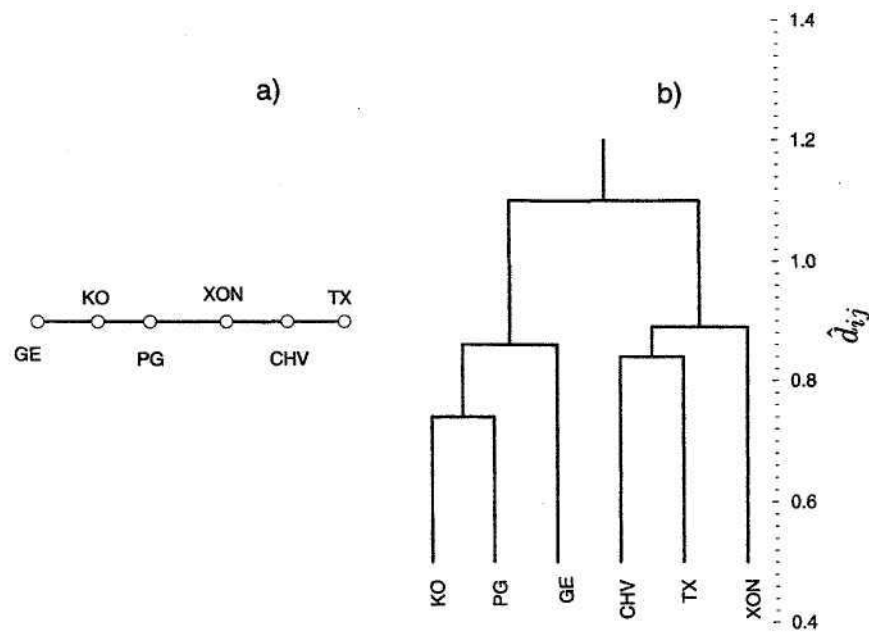 a)
KO
XON
TX
GE
PG
CHV
b)
1.4
1.2
1.0
0.8
0.6
0.4
d̂ij
KO
PG
GE
CHV
TX
XON